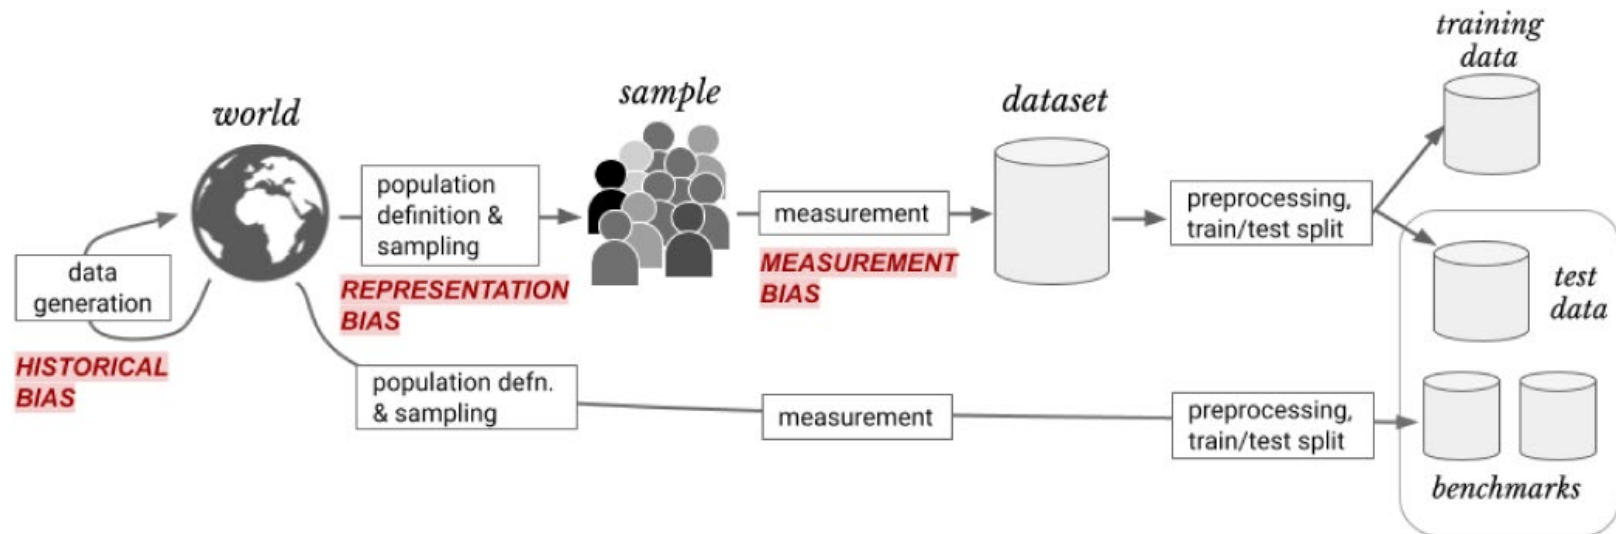 training
data
world
sample
dataset
population
definition &
sampling
measurement
preprocessing,
train/test split
data
generation
REPRESENTATION
BIAS
MEASUREMENT
BIAS
test
data
HISTORICAL
BIAS
population defn.
& sampling
measurement
preprocessing,
train/test split
benchmarks